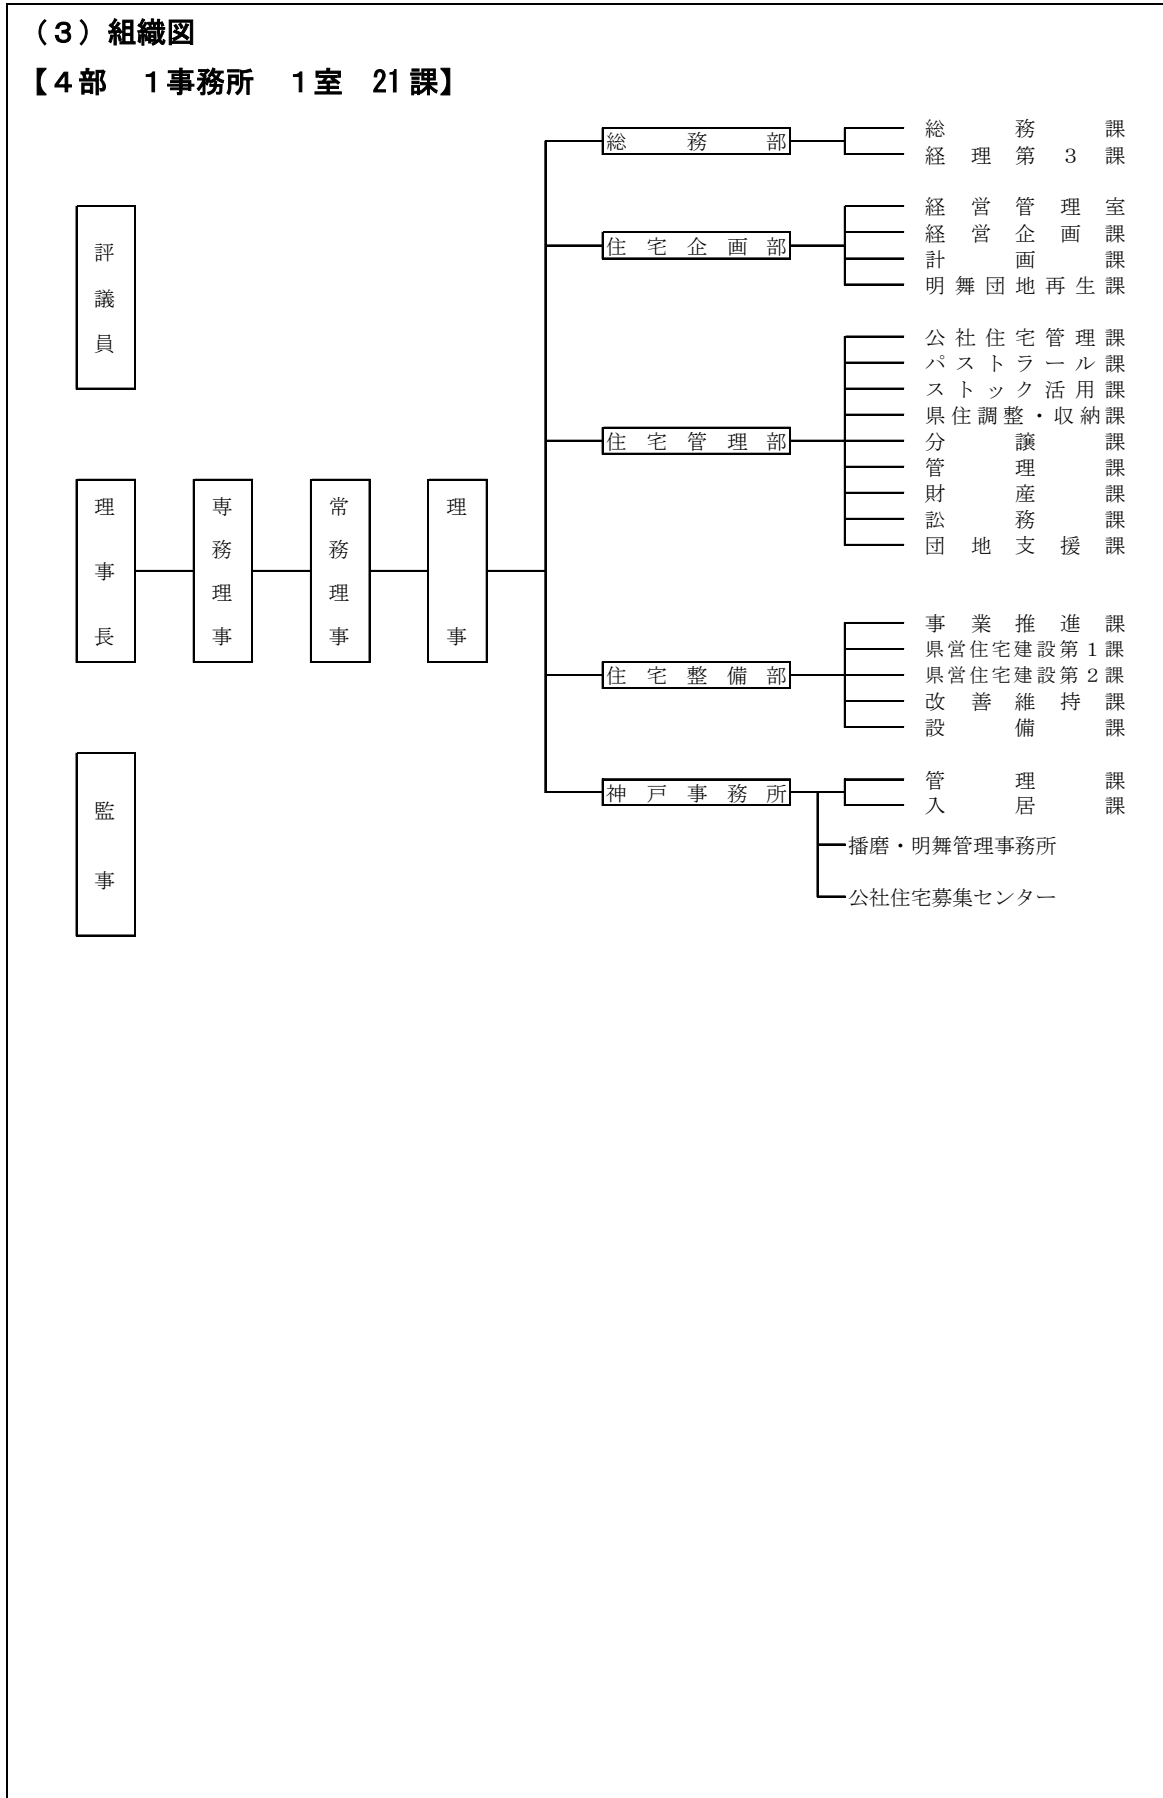 （３）組織図
【４部　１事務所　１室　21課】
評議員
理事長
専務理事
常務理事
理事
監事
総務部
総務課
経理第３課
住宅企画部
経営管理室
経営企画課
計画課
明舞団地再生課
住宅管理部
公社住宅管理課
パストラール課
ストック活用課
県住調整・収納課
分譲課
管理課
財産課
訟務課
団地支援課
住宅整備部
事業推進課
県営住宅建設第１課
県営住宅建設第２課
改善維持課
設備課
神戸事務所
管理課
入居課
播磨・明舞管理事務所
公社住宅募集センター